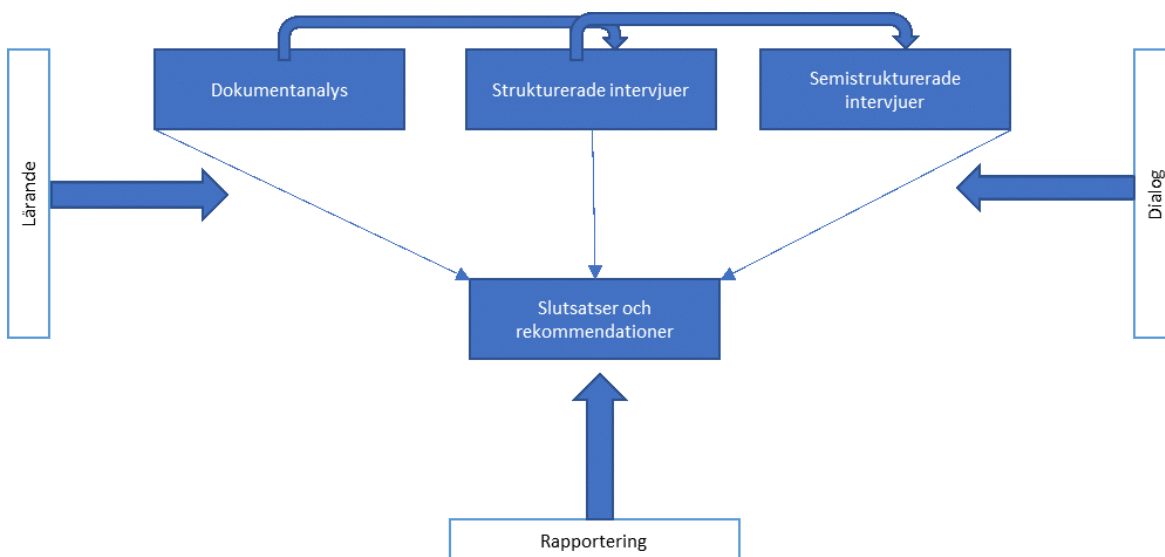 Dokumentanalys
Strukturerade intervjuer
Semistrukturerade
intervjuer
Lärande
Dialog
Slutsatser och
rekommendationer
Rapportering